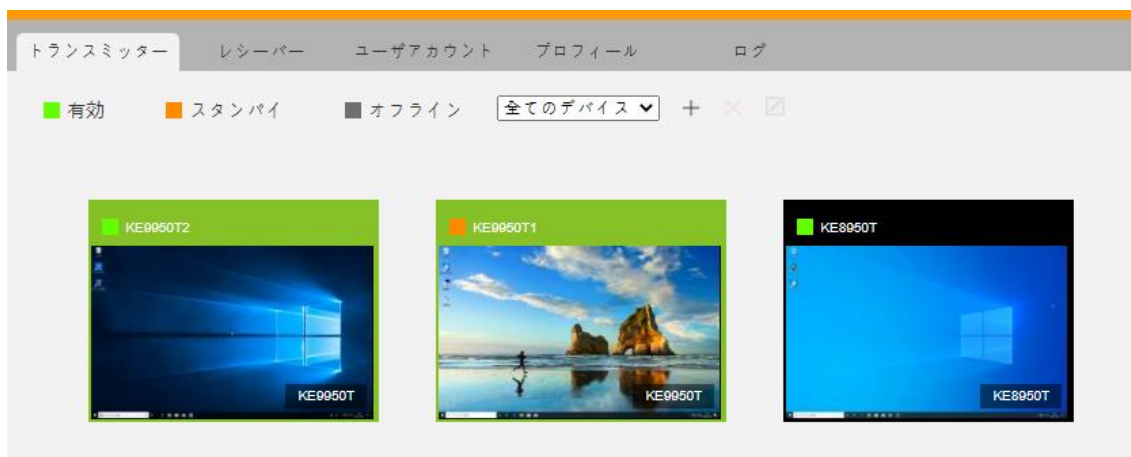 トランスミッター レシーバー ユーザアカウント プロフィール ログ
有効 スタンバイ オフライン 全てのデバイス
KE9950T2 KE9950T1 KE8950T
KE9950T KE9950T KE8950T